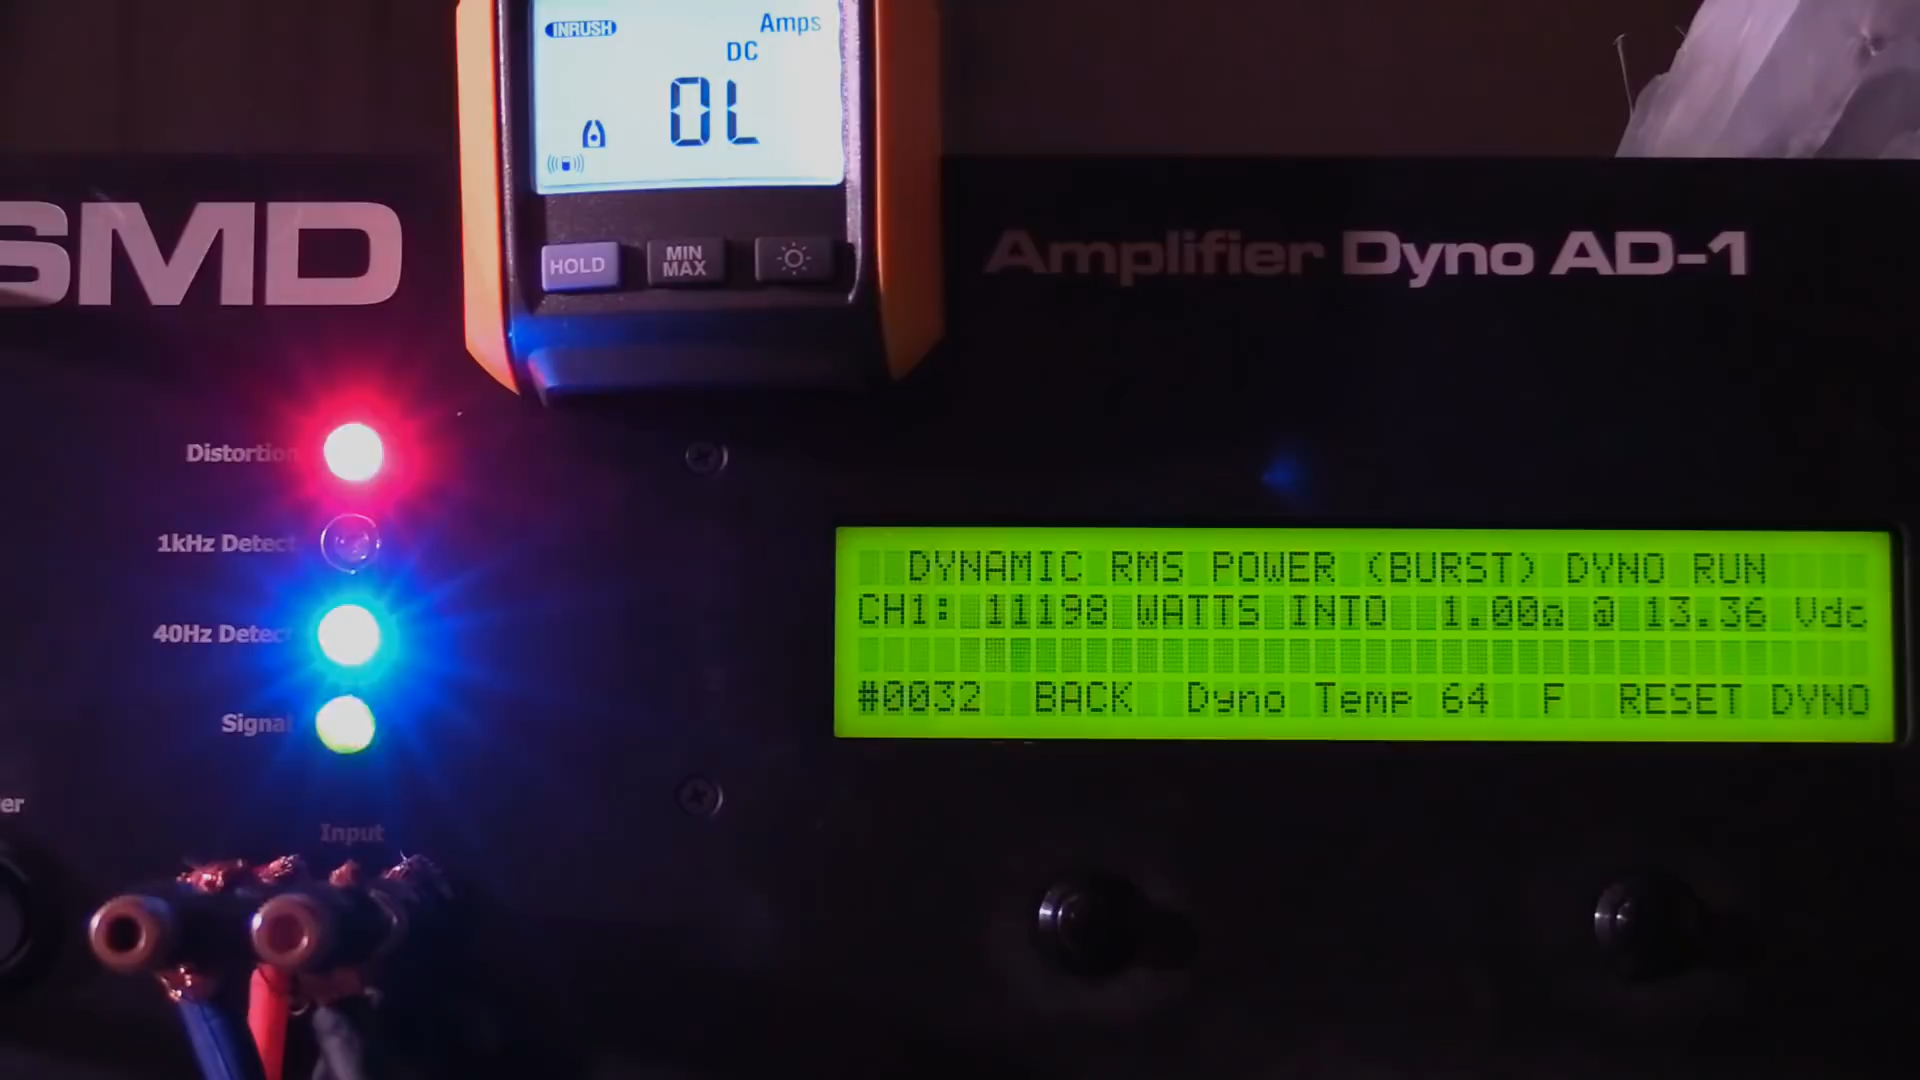 INRUSH
Amps
DC
OL
HOLD
MIN
MAX
SMD
Amplifier Dyno AD-1
Distortion
1kHz Detect
40Hz Detect
Signal
Input
DYNAMIC RMS POWER (BURST) DYNO RUN
CH1: 11198 WATTS INTO 1.00Ω @ 13.36 Vdc
#0032 BACK Dyno Temp 64 F RESET DYNO